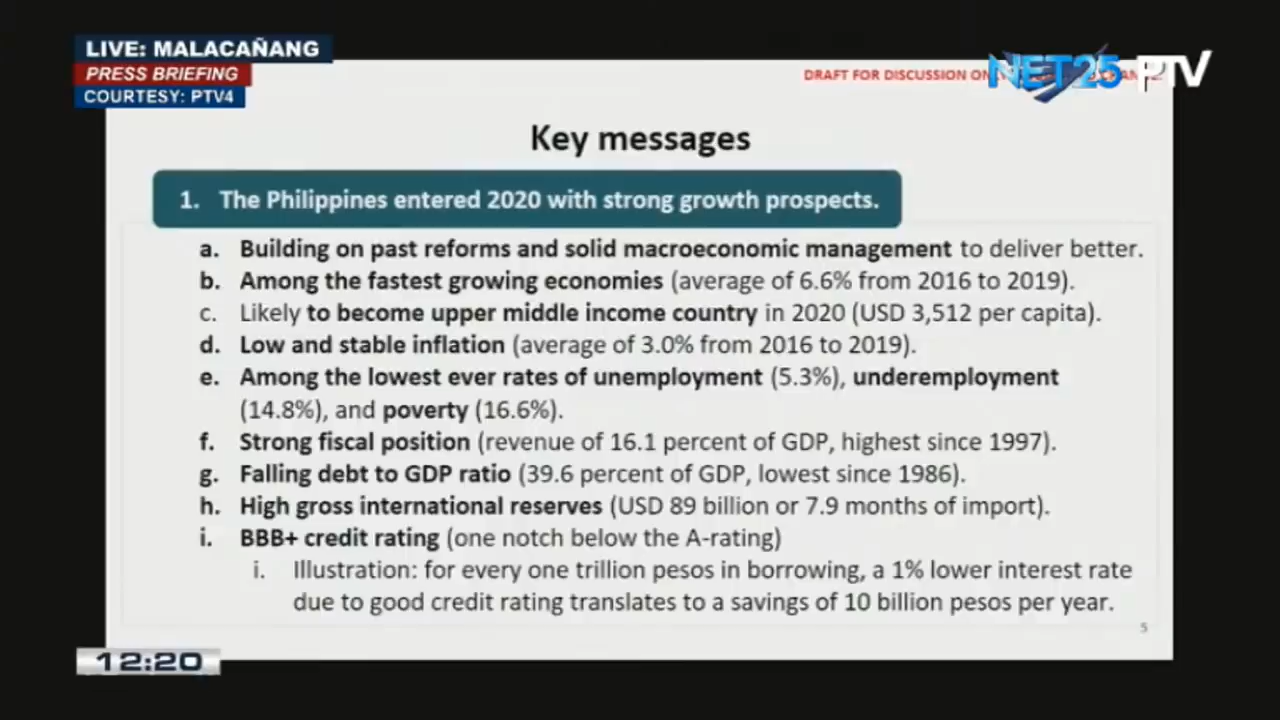 LIVE: MALACAÑANG
PRESS BRIEFING
COURTESY: PTV4
DRAFT FOR DISCUSSION
NET25 PTV
Key messages
1. The Philippines entered 2020 with strong growth prospects.
a. Building on past reforms and solid macroeconomic management to deliver better.
b. Among the fastest growing economies (average of 6.6% from 2016 to 2019).
c. Likely to become upper middle income country in 2020 (USD 3,512 per capita).
d. Low and stable inflation (average of 3.0% from 2016 to 2019).
e. Among the lowest ever rates of unemployment (5.3%), underemployment
(14.8%), and poverty (16.6%).
f. Strong fiscal position (revenue of 16.1 percent of GDP, highest since 1997).
g. Falling debt to GDP ratio (39.6 percent of GDP, lowest since 1986).
h. High gross international reserves (USD 89 billion or 7.9 months of import).
i. BBB+ credit rating (one notch below the A-rating)
i. Illustration: for every one trillion pesos in borrowing, a 1% lower interest rate
due to good credit rating translates to a savings of 10 billion pesos per year.
5
12:20